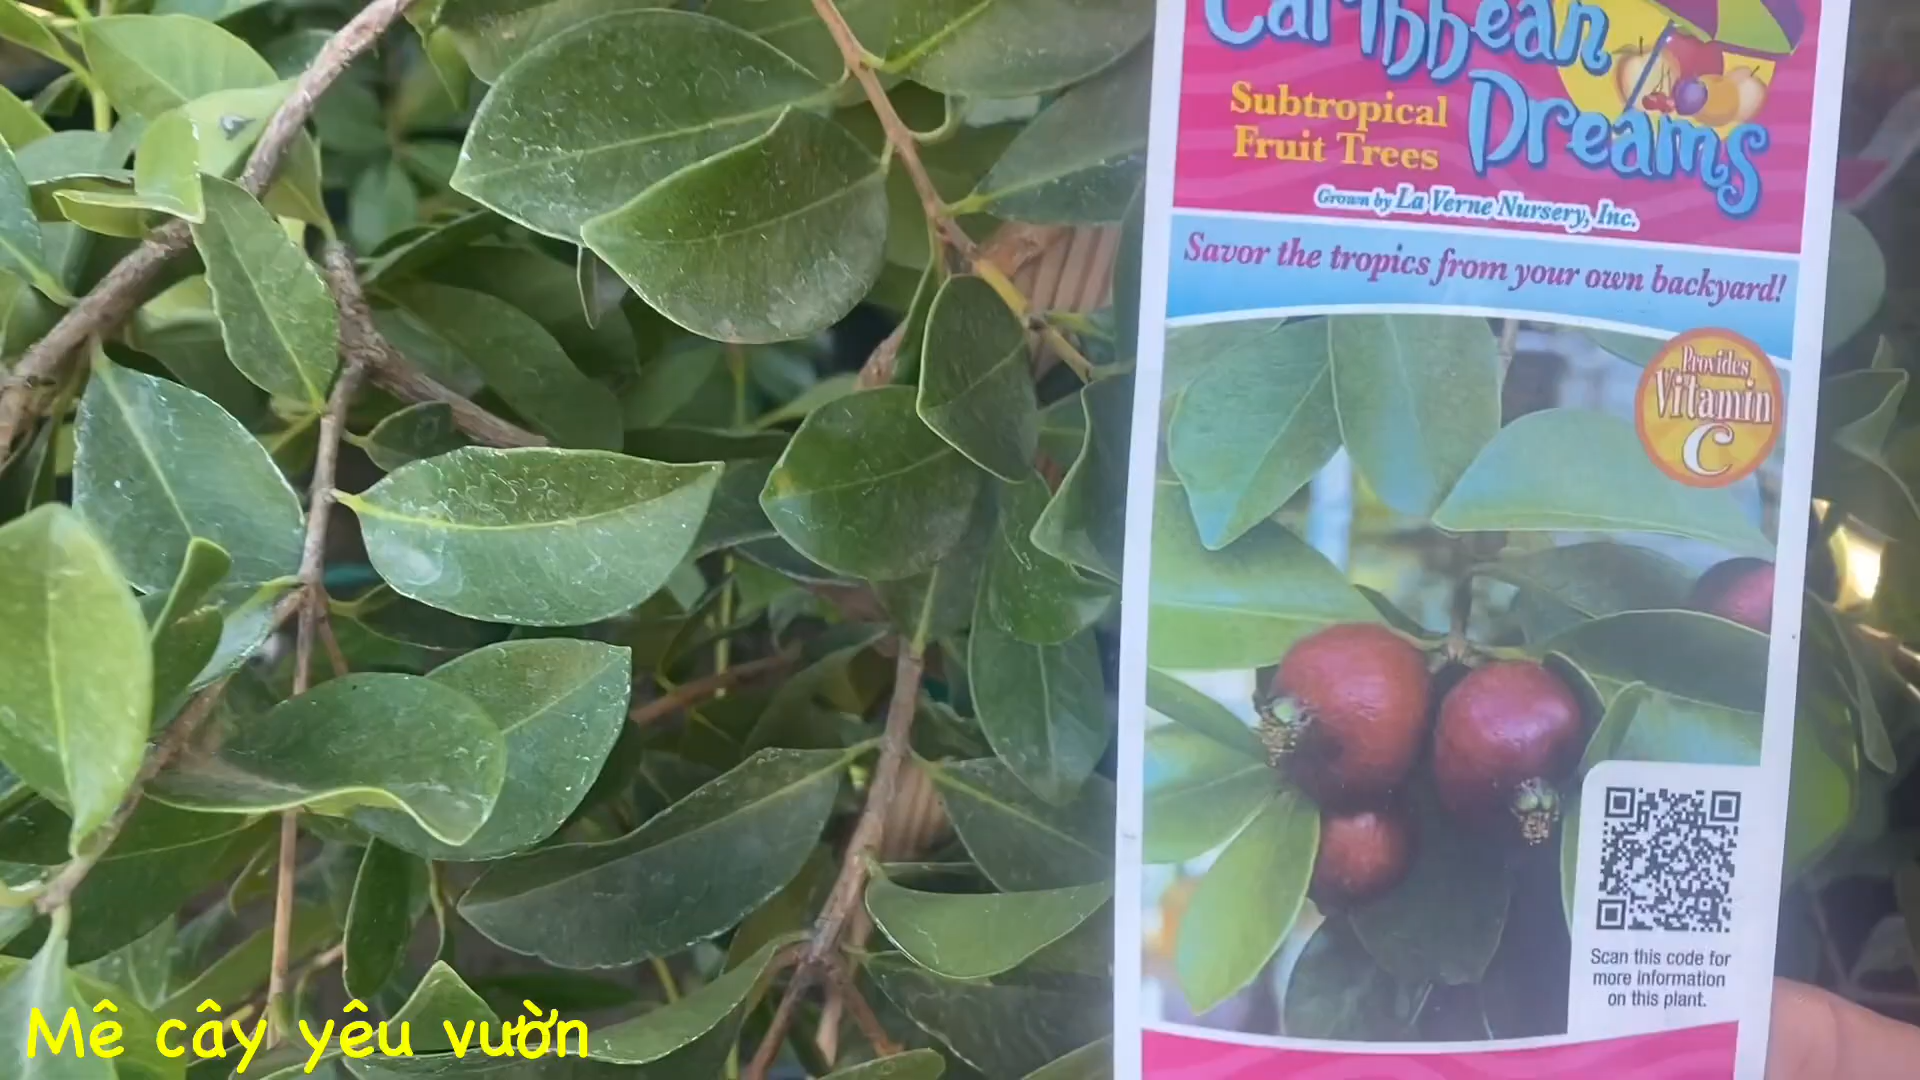 Caribbean
Dreams
Subtropical
Fruit Trees
Grown by La Verne Nursery, Inc.
Savor the tropics from your own backyard!
Provides
Vitamin
C
Scan this code for
more information
on this plant.
Mê cây yêu vườn